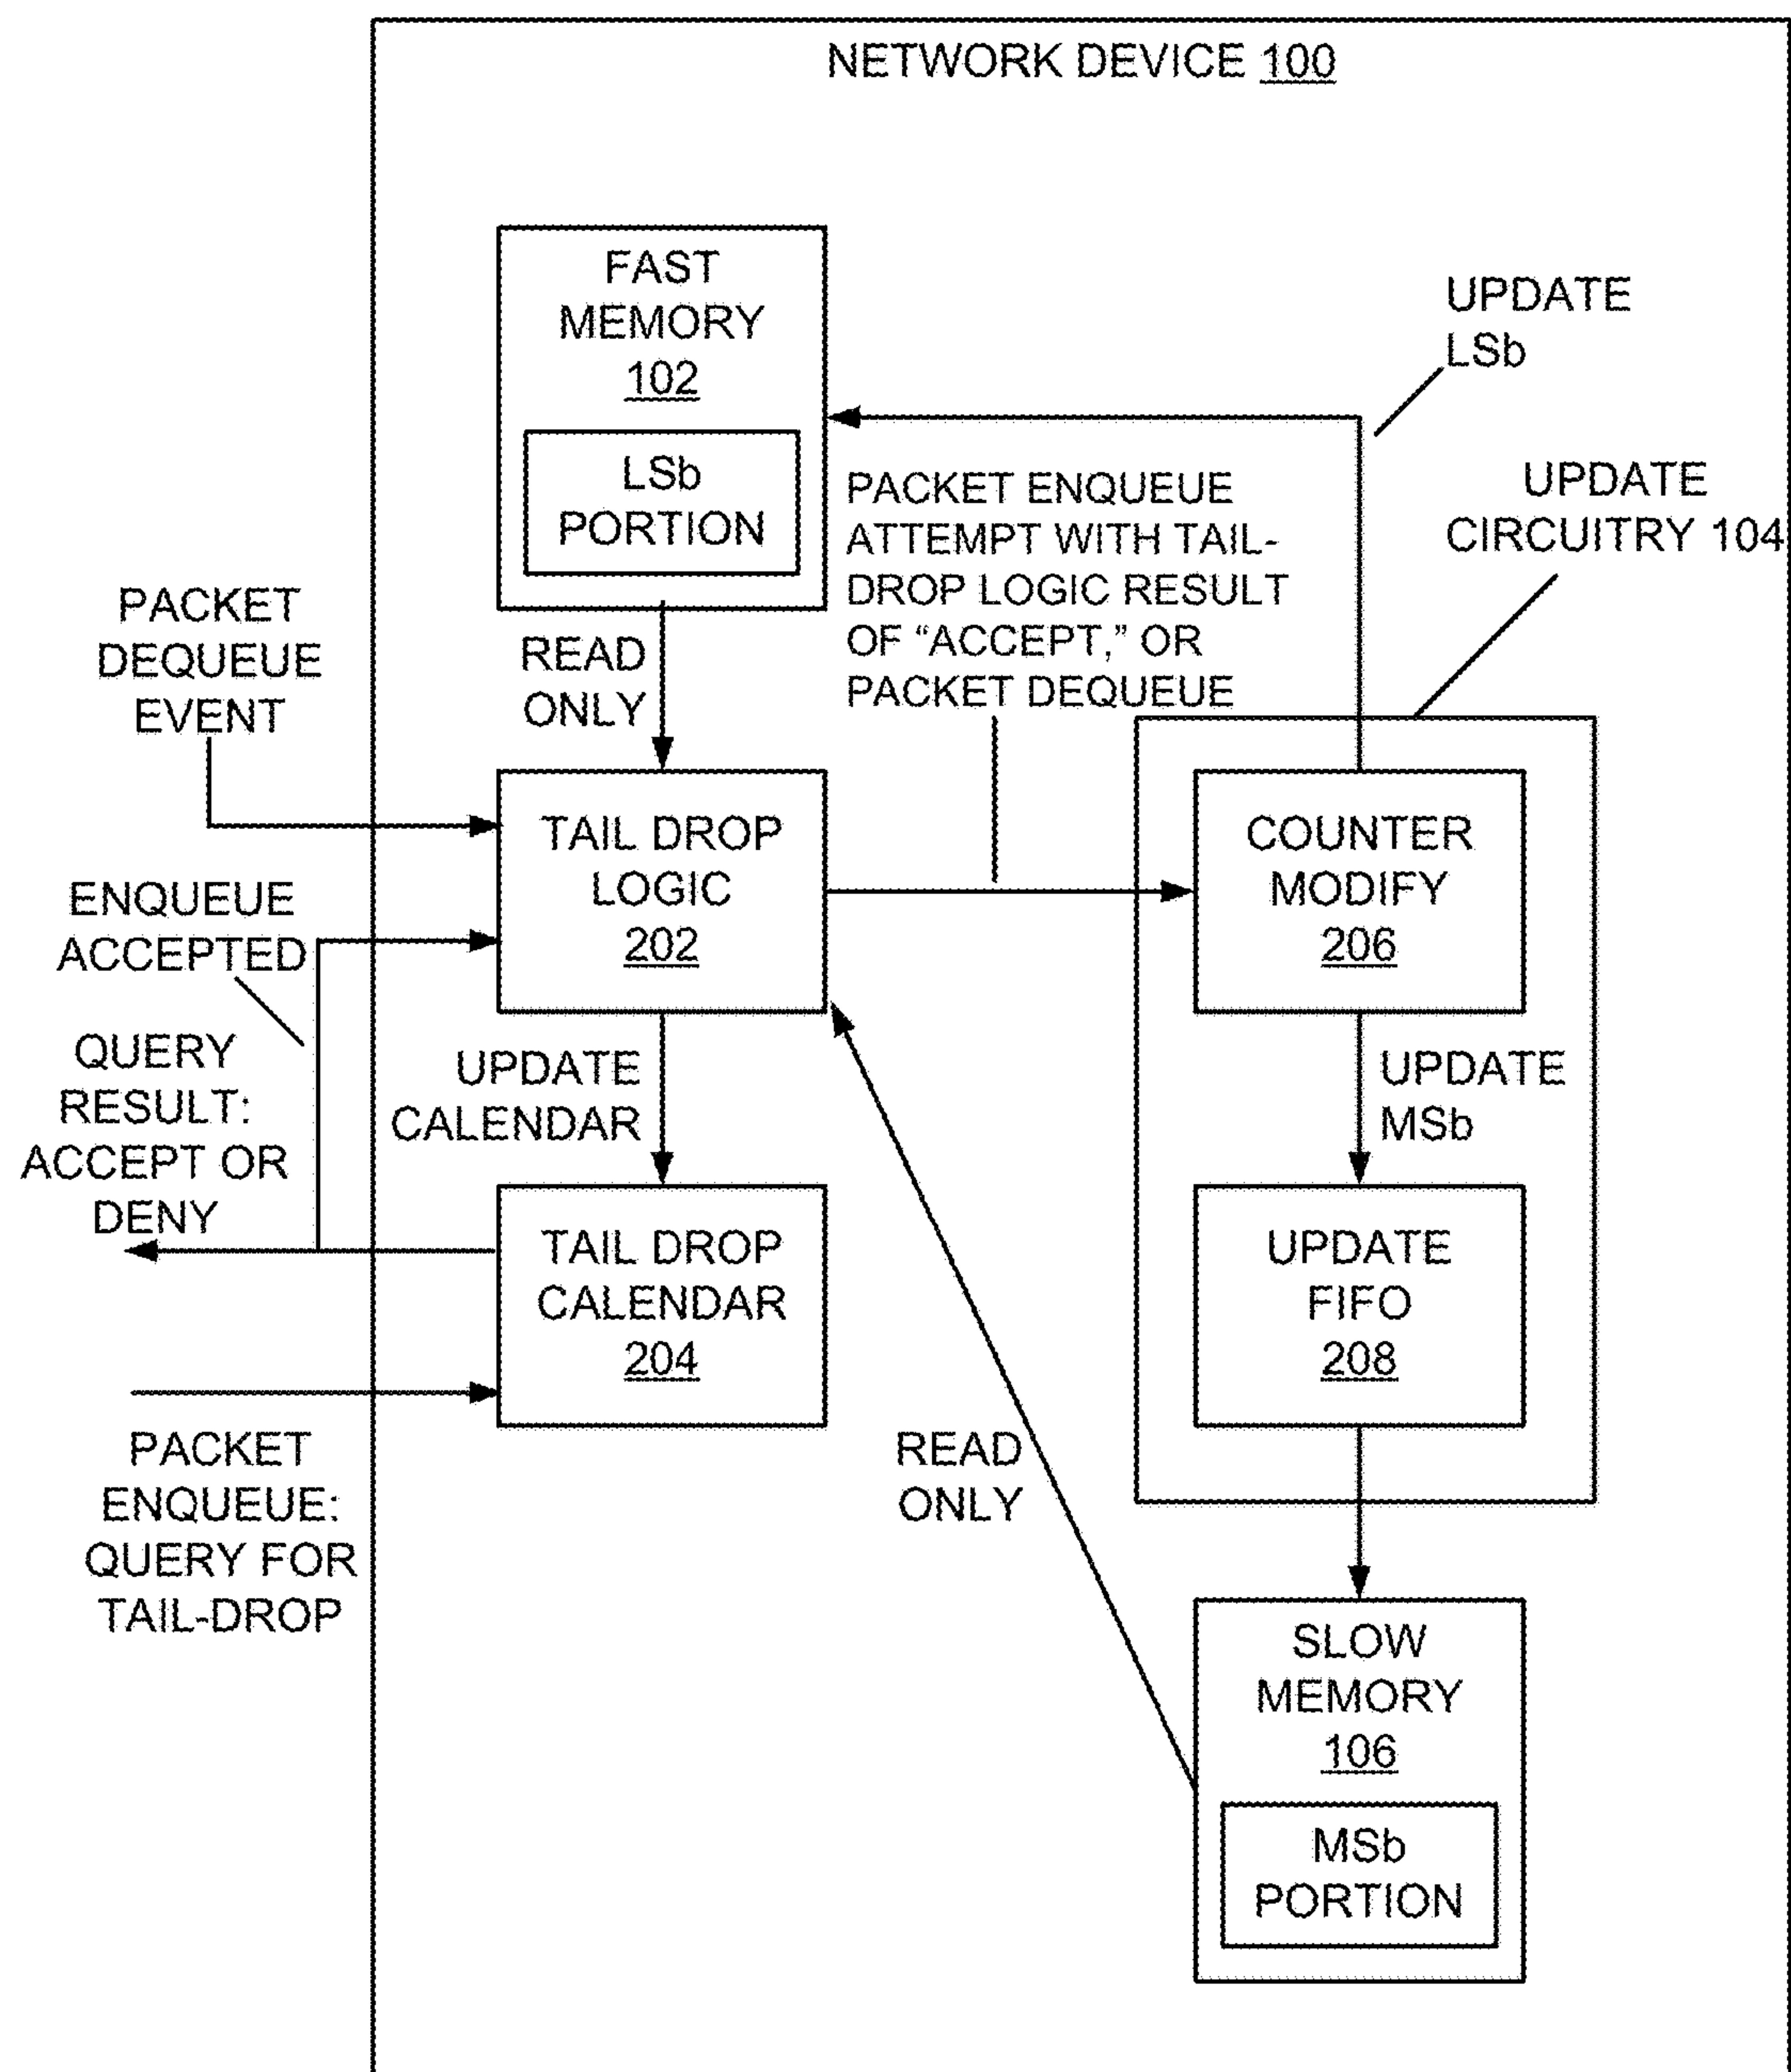 NETWORK DEVICE 100
FAST
MEMORY
102
LSb
PORTION
UPDATE
LSb
UPDATE
CIRCUITRY 104
PACKET ENQUEUE
ATTEMPT WITH TAIL-
DROP LOGIC RESULT
OF “ACCEPT,” OR
PACKET DEQUEUE
PACKET
DEQUEUE
EVENT
READ
ONLY
TAIL DROP
LOGIC
202
COUNTER
MODIFY
206
ENQUEUE
ACCEPTED
QUERY
RESULT:
ACCEPT OR
DENY
UPDATE
CALENDAR
UPDATE
MSb
TAIL DROP
CALENDAR
204
UPDATE
FIFO
208
PACKET
ENQUEUE:
QUERY FOR
TAIL-DROP
READ
ONLY
SLOW
MEMORY
106
MSb
PORTION